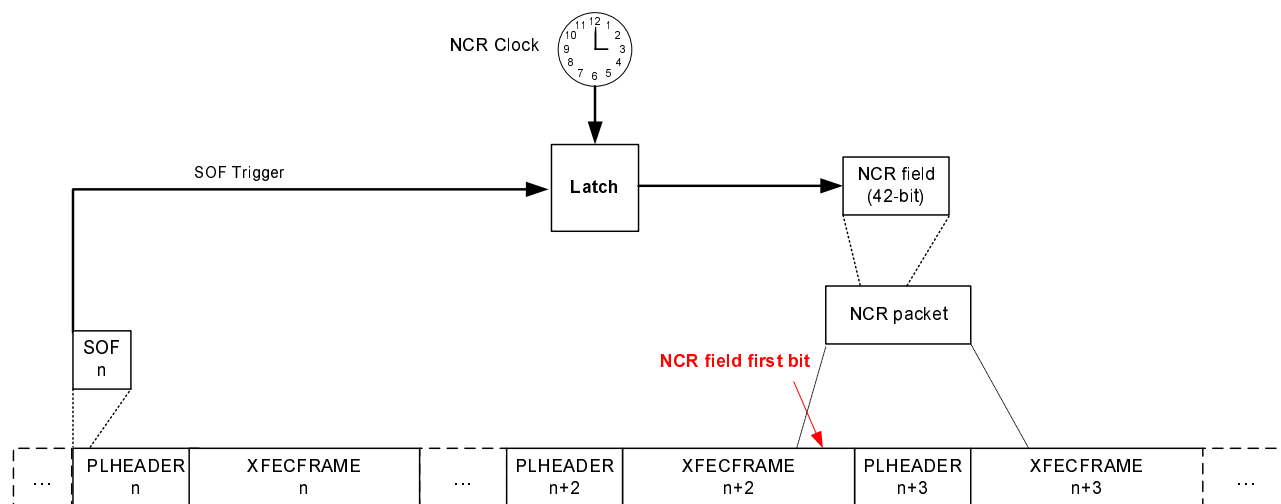 NCR Clock
12
11
1
10
2
9
3
8
4
7
5
6
SOF Trigger
Latch
NCR field
(42-bit)
NCR packet
SOF
n
NCR field first bit
...
PLHEADER
n
XFECFRAME
n
...
PLHEADER
n+2
XFECFRAME
n+2
PLHEADER
n+3
XFECFRAME
n+3
...